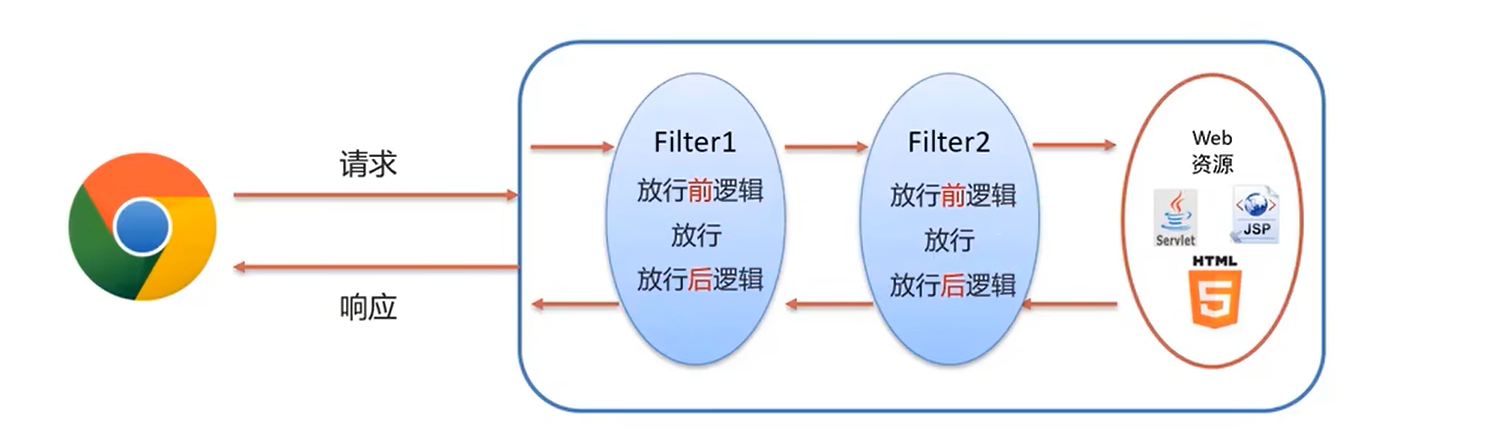 请求
响应
Filter1
放行前逻辑
放行
放行后逻辑
Filter2
放行前逻辑
放行
放行后逻辑
Web
资源
Servlet
JSP
HTML
5